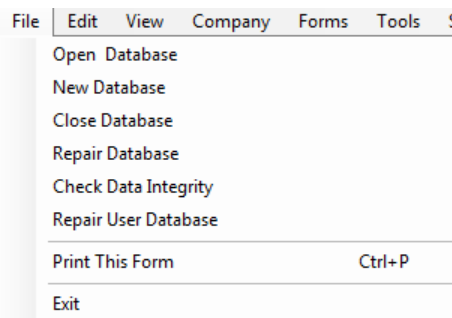 File Edit View Company Forms Tools
Open Database
New Database
Close Database
Repair Database
Check Data Integrity
Repair User Database
Print This Form Ctrl+P
Exit